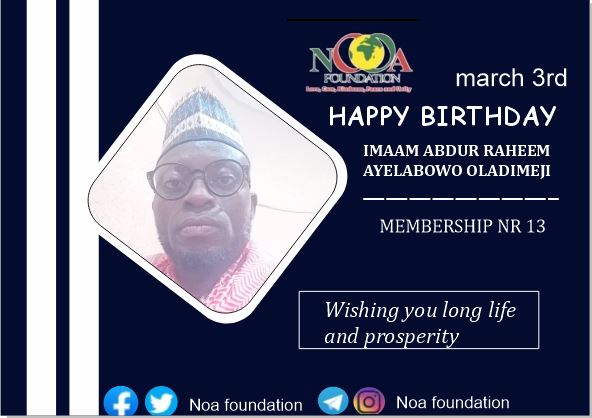 NOOA
FOUNDATION
Love, Care, Kindness, Peace and Unity
march 3rd
HAPPY BIRTHDAY
IMAAM ABDUR RAHEEM
AYELABOWO OLADIMEJI
MEMBERSHIP NR 13
Wishing you long life
and prosperity
Noa foundation
Noa foundation